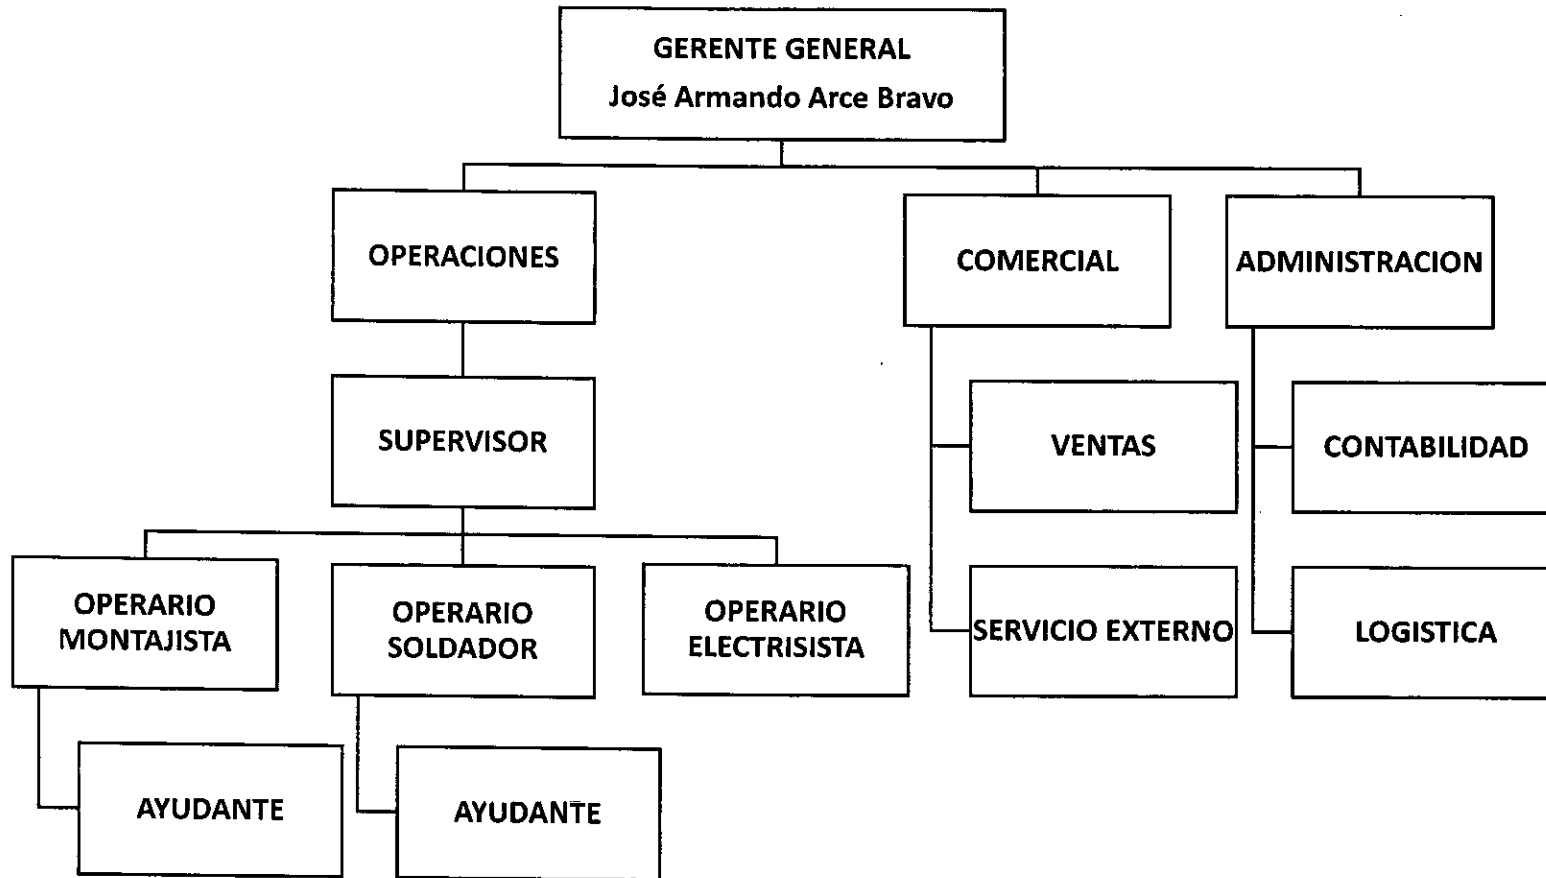 GERENTE GENERAL
José Armando Arce Bravo
OPERACIONES
COMERCIAL
ADMINISTRACION
SUPERVISOR
VENTAS
CONTABILIDAD
OPERARIO
MONTAJISTA
OPERARIO
SOLDADOR
OPERARIO
ELECTRISISTA
SERVICIO EXTERNO
LOGISTICA
AYUDANTE
AYUDANTE